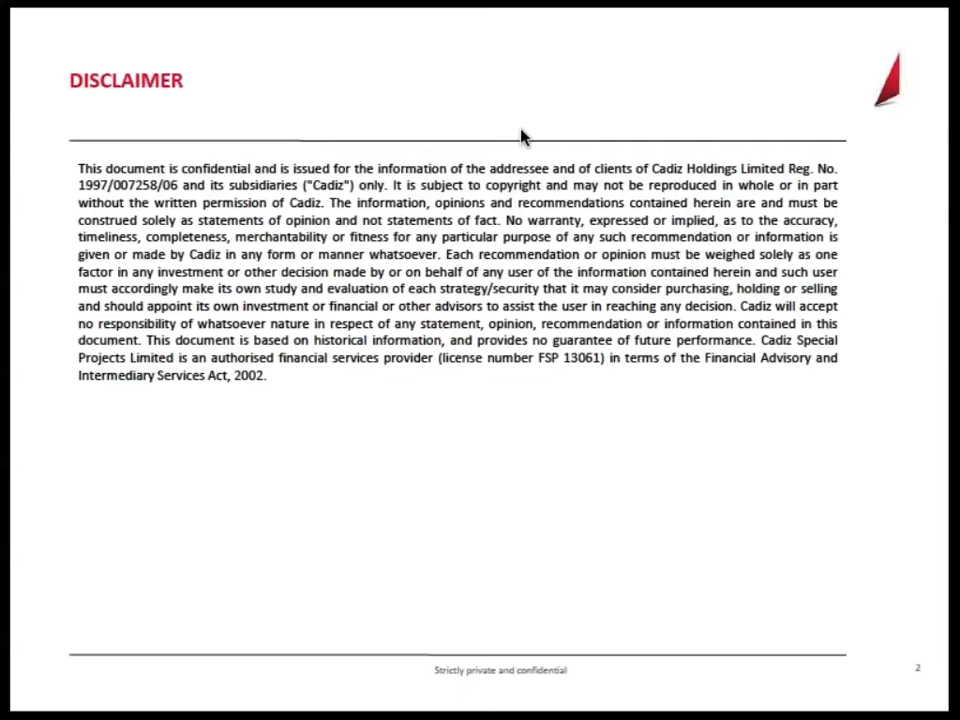 DISCLAIMER
This document is confidential and is issued for the information of the addressee and of clients of Cadiz Holdings Limited Reg. No.
1997/007258/06 and its subsidiaries ("Cadiz") only. It is subject to copyright and may not be reproduced in whole or in part
without the written permission of Cadiz. The information, opinions and recommendations contained herein are and must be
construed solely as statements of opinion and not statements of fact. No warranty, expressed or implied, as to the accuracy,
timeliness, completeness, merchantability or fitness for any particular purpose of any such recommendation or information is
given or made by Cadiz in any form or manner whatsoever. Each recommendation or opinion must be weighed solely as one
factor in any investment or other decision made by or on behalf of any user of the information contained herein and such user
must accordingly make its own study and evaluation of each strategy/security that it may consider purchasing, holding or selling
and should appoint its own investment or financial or other advisors to assist the user in reaching any decision. Cadiz will accept
no responsibility of whatsoever nature in respect of any statement, opinion, recommendation or information contained in this
document. This document is based on historical information, and provides no guarantee of future performance. Cadiz Special
Projects Limited is an authorised financial services provider (license number FSP 13061) in terms of the Financial Advisory and
Intermediary Services Act, 2002.
Strictly private and confidential
2